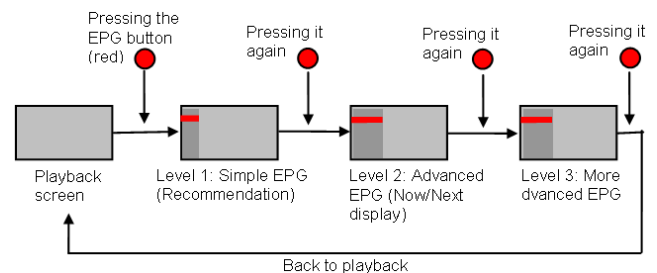 Pressing the
EPG button
(red)
Pressing it
again
Pressing it
again
Pressing it
again
Playback
screen
Level 1: Simple EPG
(Recommendation)
Level 2: Advanced
EPG (Now/Next
display)
Level 3: More
dvanced EPG
Back to playback